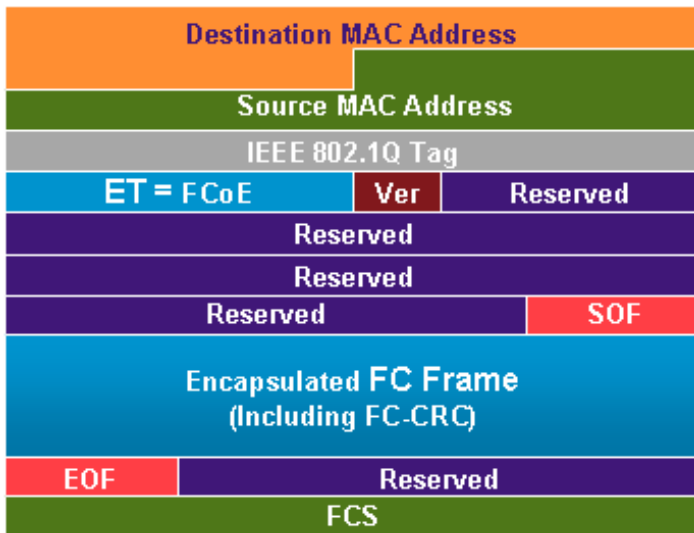 Destination MAC Address
Source MAC Address
IEEE 802.1Q Tag
ET = FCoE Ver Reserved
Reserved
Reserved
Reserved SOF
Encapsulated FC Frame
(Including FC-CRC)
EOF Reserved
FCS